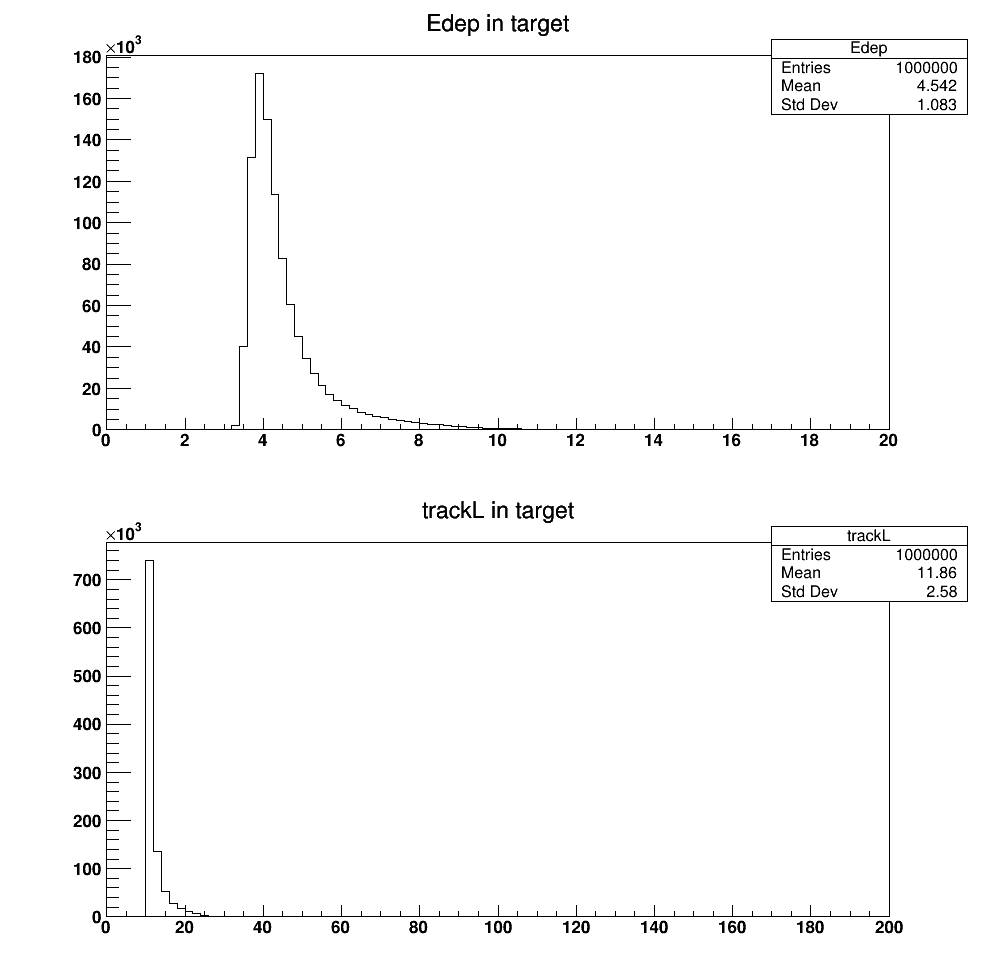 Edep in target
×10³
Edep
Entries 1000000
Mean 4.542
Std Dev 1.083
180
160
140
120
100
80
60
40
20
0
0 2 4 6 8 10 12 14 16 18 20
trackL in target
×10³
trackL
Entries 1000000
Mean 11.86
Std Dev 2.58
700
600
500
400
300
200
100
0
0 20 40 60 80 100 120 140 160 180 200